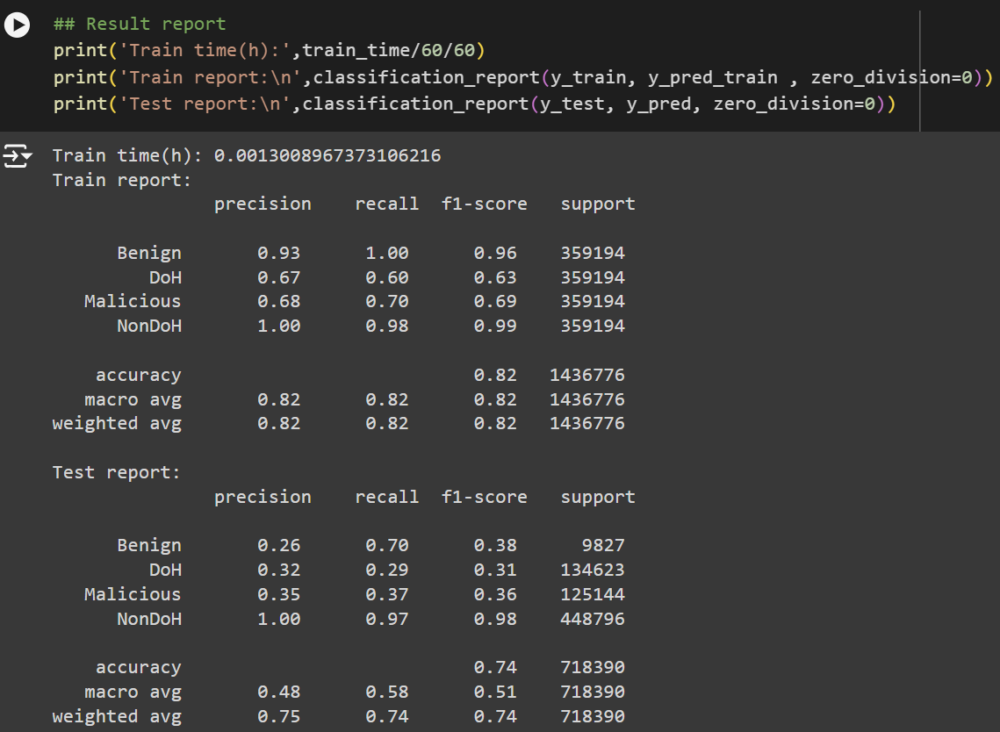 ## Result report
print('Train time(h):',train_time/60/60)
print('Train report:\n',classification_report(y_train, y_pred_train , zero_division=0))
print('Test report:\n',classification_report(y_test, y_pred, zero_division=0))
Train time(h): 0.0013008967373106216
Train report:
precision recall f1-score support
Benign 0.93 1.00 0.96 359194
DoH 0.67 0.60 0.63 359194
Malicious 0.68 0.70 0.69 359194
NonDoH 1.00 0.98 0.99 359194
accuracy 0.82 1436776
macro avg 0.82 0.82 0.82 1436776
weighted avg 0.82 0.82 0.82 1436776
Test report:
precision recall f1-score support
Benign 0.26 0.70 0.38 9827
DoH 0.32 0.29 0.31 134623
Malicious 0.35 0.37 0.36 125144
NonDoH 1.00 0.97 0.98 448796
accuracy 0.74 718390
macro avg 0.48 0.58 0.51 718390
weighted avg 0.75 0.74 0.74 718390